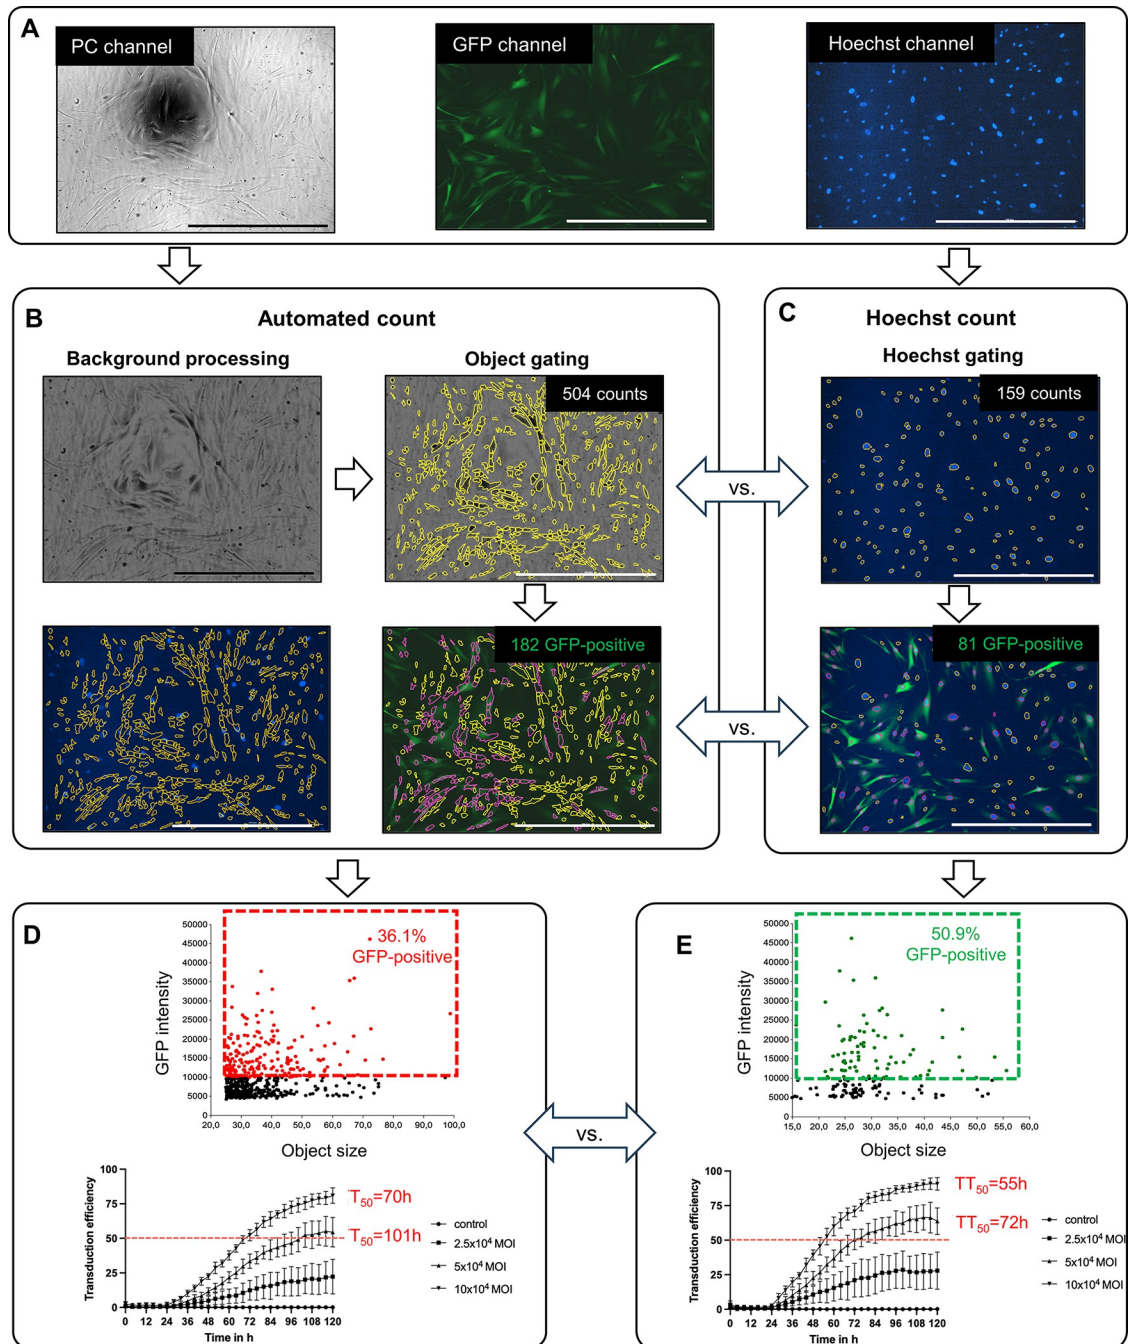 A
PC channel
GFP channel
Hoechst channel
B
Automated count
Background processing
Object gating
504 counts
182 GFP-positive
C
Hoechst count
Hoechst gating
159 counts
81 GFP-positive
vs.
vs.
D
36.1%
GFP-positive
GFP intensity
50000
45000
40000
35000
30000
25000
20000
15000
10000
5000
0
20,0 30,0 40,0 50,0 60,0 70,0 80,0 90,0 100,0
Object size
Transduction efficiency
100
75
50
25
0
0 12 24 36 48 60 72 84 96 108 120
Time in h
T50=70h
T50=101h
control
2.5x10⁴ MOI
5x10⁴ MOI
10x10⁴ MOI
vs.
E
50.9%
GFP-positive
GFP intensity
50000
45000
40000
35000
30000
25000
20000
15000
10000
5000
0
15,0 20,0 25,0 30,0 35,0 40,0 45,0 50,0 55,0 60,0
Object size
Transduction efficiency
100
75
50
25
0
0 12 24 36 48 60 72 84 96 108 120
Time in h
TT50=55h
TT50=72h
control
2.5x10⁴ MOI
5x10⁴ MOI
10x10⁴ MOI